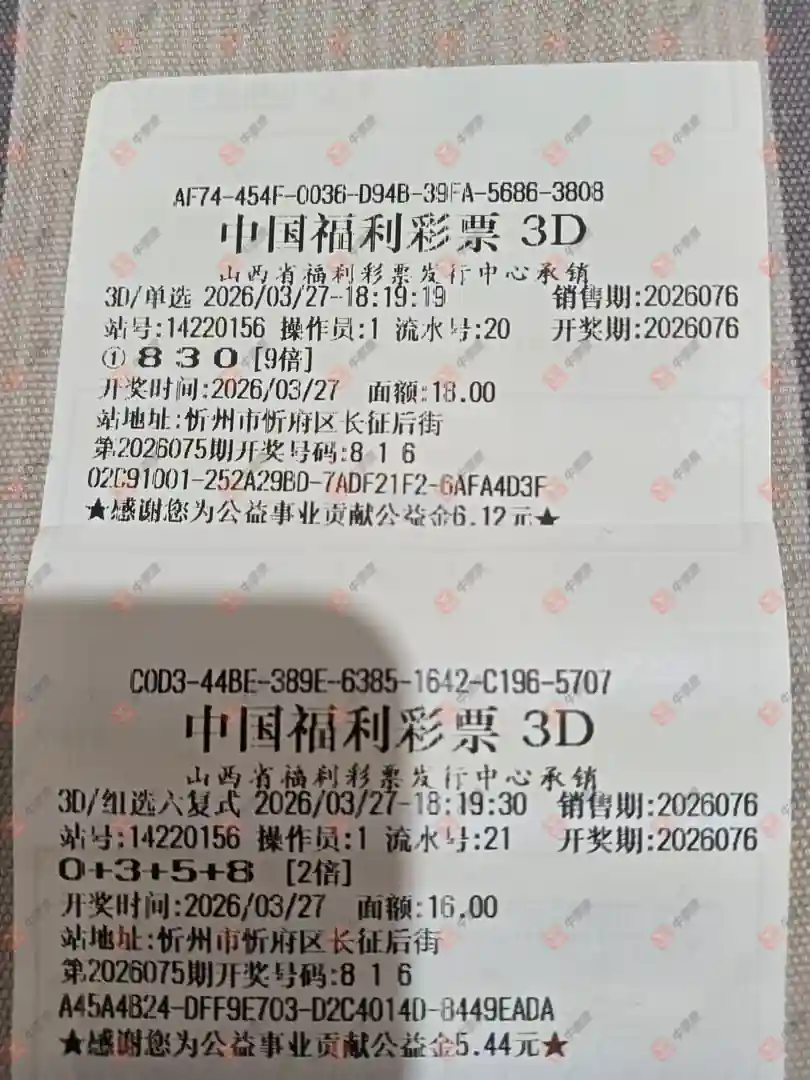 AF74-454F-0036-D94B-39FA-5686-3808
中国福利彩票 3D
山西省福利彩票发行中心承销
3D/单选 2026/03/27-18:19:19 销售期:2026076
站号:14220156 操作员:1 流水号:20 开奖期:2026076
① 8 3 0 [9倍]
开奖时间:2026/03/27 面额:18.00
站地址:忻州市忻府区长征后街
第2026075期开奖号码:8 1 6
02C91001-252A29BD-7ADF21F2-6AFA4D3F
★感谢您为公益事业贡献公益金6.12元★
C0D3-44BE-389E-6385-1642-C196-5707
中国福利彩票 3D
山西省福利彩票发行中心承销
3D/组选六复式 2026/03/27-18:19:30 销售期:2026076
站号:14220156 操作员:1 流水号:21 开奖期:2026076
0+3+5+8 [2倍]
开奖时间:2026/03/27 面额:16.00
站地址:忻州市忻府区长征后街
第2026075期开奖号码:8 1 6
A45A4B24-DFF9E703-D2C4014D-8449EADA
★感谢您为公益事业贡献公益金5.44元★